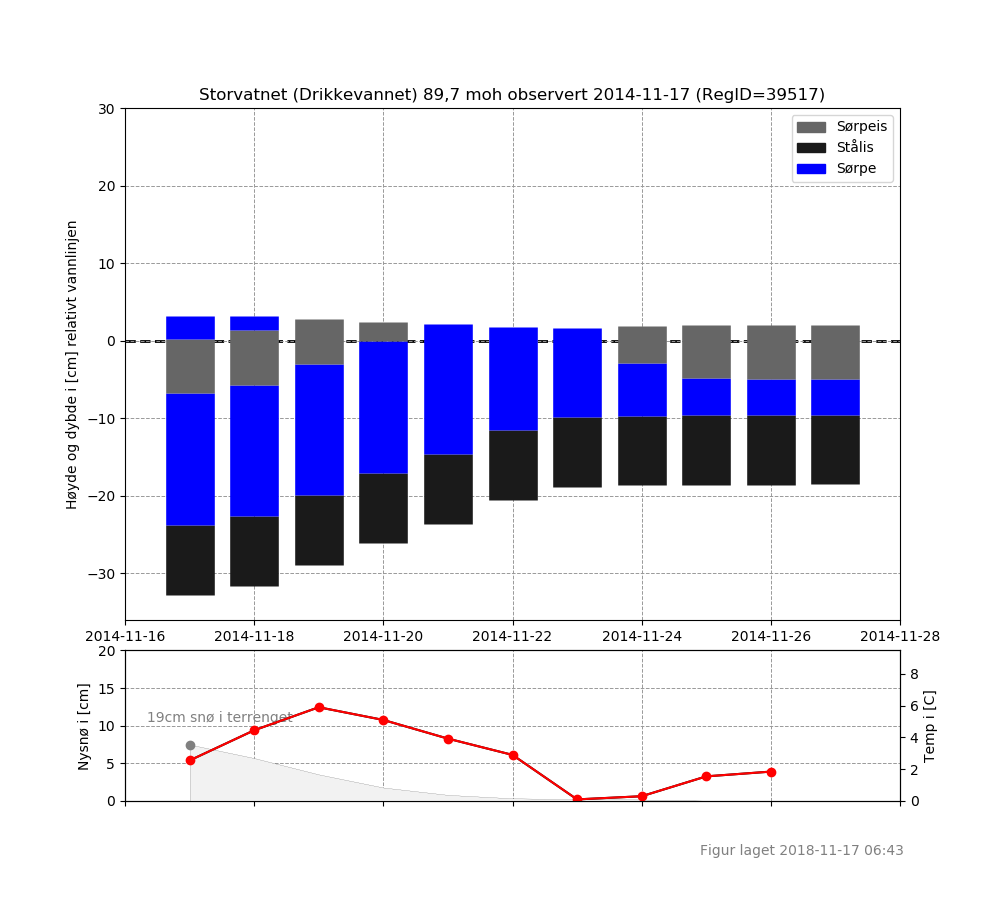 Storvatnet (Drikkevannet) 89,7 moh observert 2014-11-17 (RegID=39517)
Sørpeis
Stålis
Sørpe
Høyde og dybde i [cm] relativt vannlinjen
30
20
10
0
−10
−20
−30
2014-11-16 2014-11-18 2014-11-20 2014-11-22 2014-11-24 2014-11-26 2014-11-28
Nysnø i [cm]
20
15
10
5
0
19cm snø i terrenget
8
6
4
2
0
Temp i [C]
Figur laget 2018-11-17 06:43